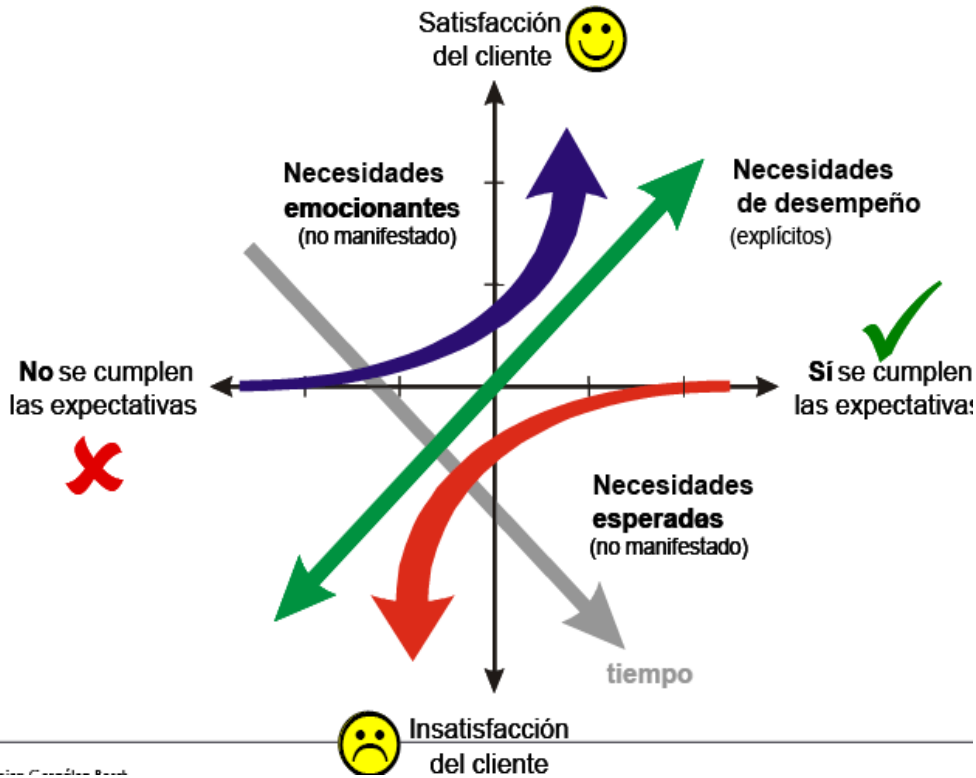 Satisfacción
del cliente
Necesidades
emocionantes
(no manifestado)
Necesidades
de desempeño
(explícitos)
No se cumplen
las expectativas
Sí se cumplen
las expectativas
Necesidades
esperadas
(no manifestado)
tiempo
Insatisfacción
del cliente